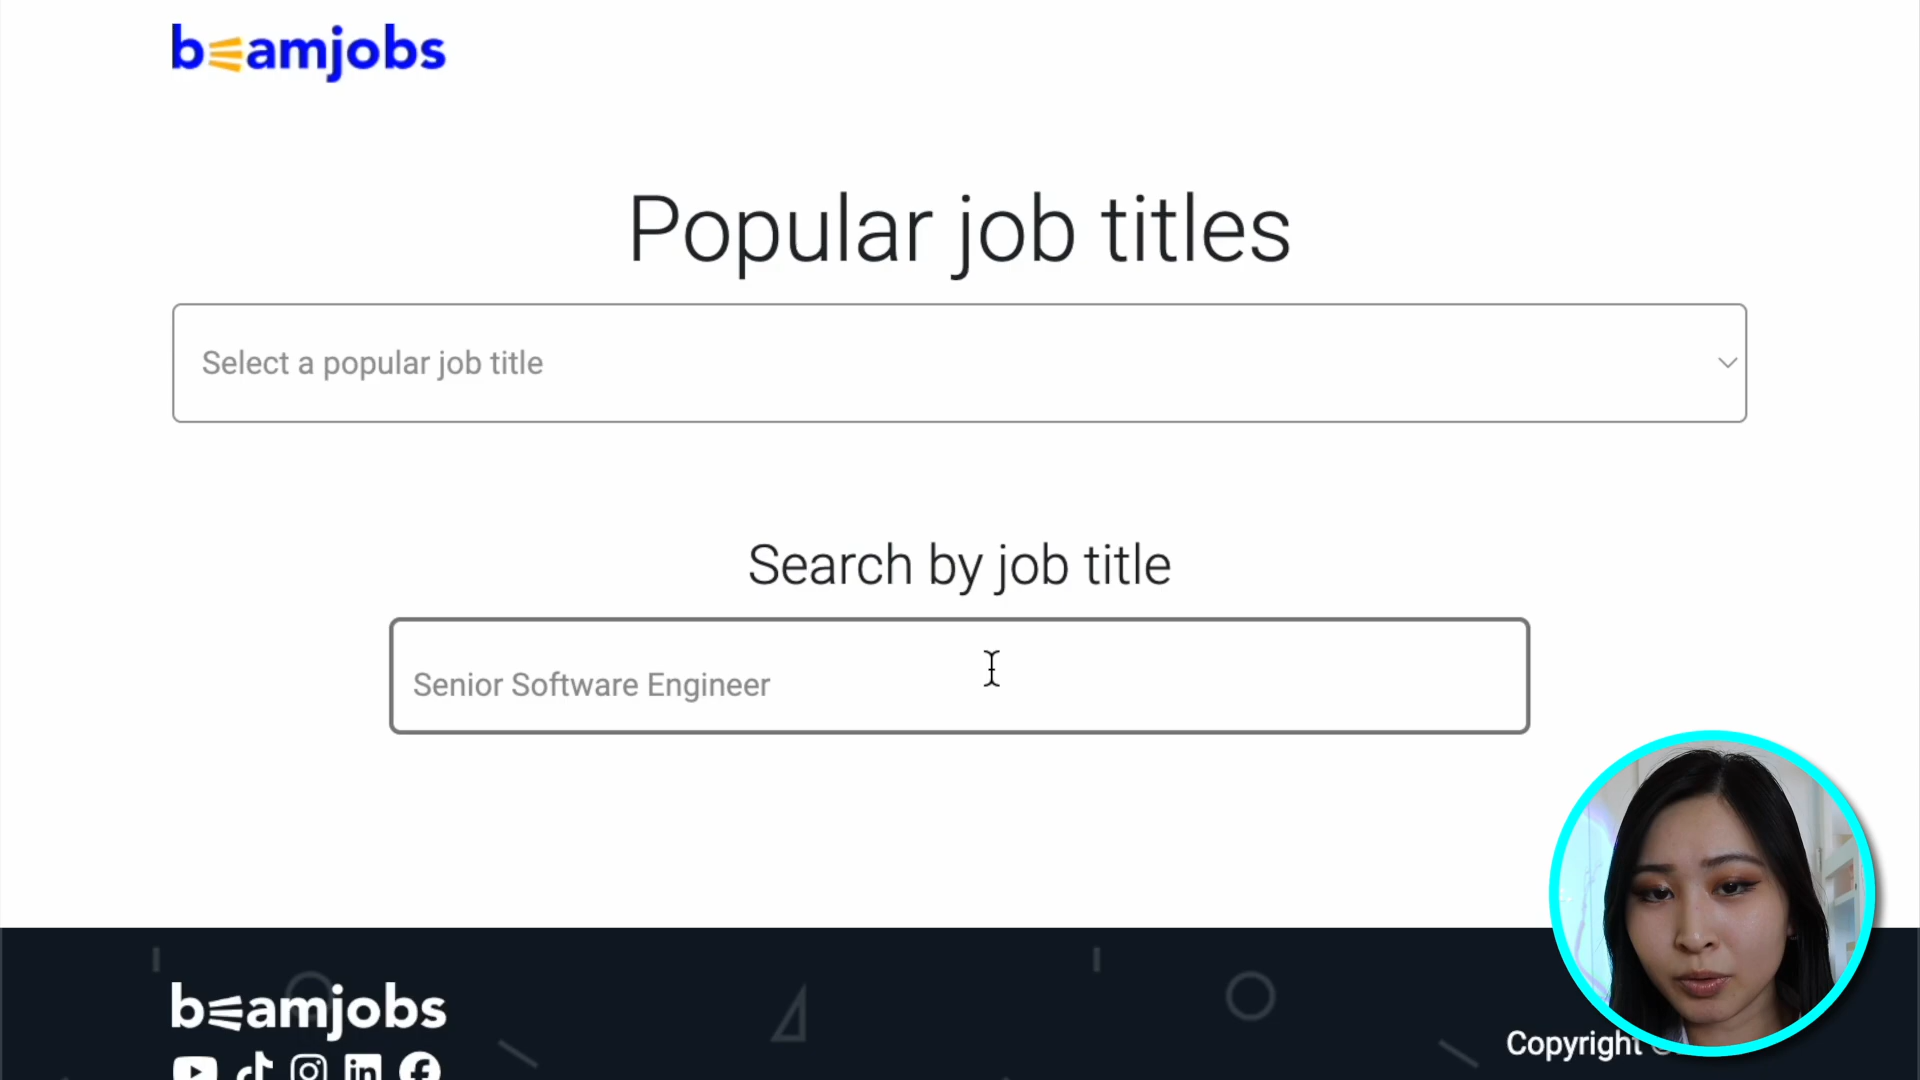 beamjobs
Popular job titles
Select a popular job title
Search by job title
Senior Software Engineer
beamjobs
Copyright